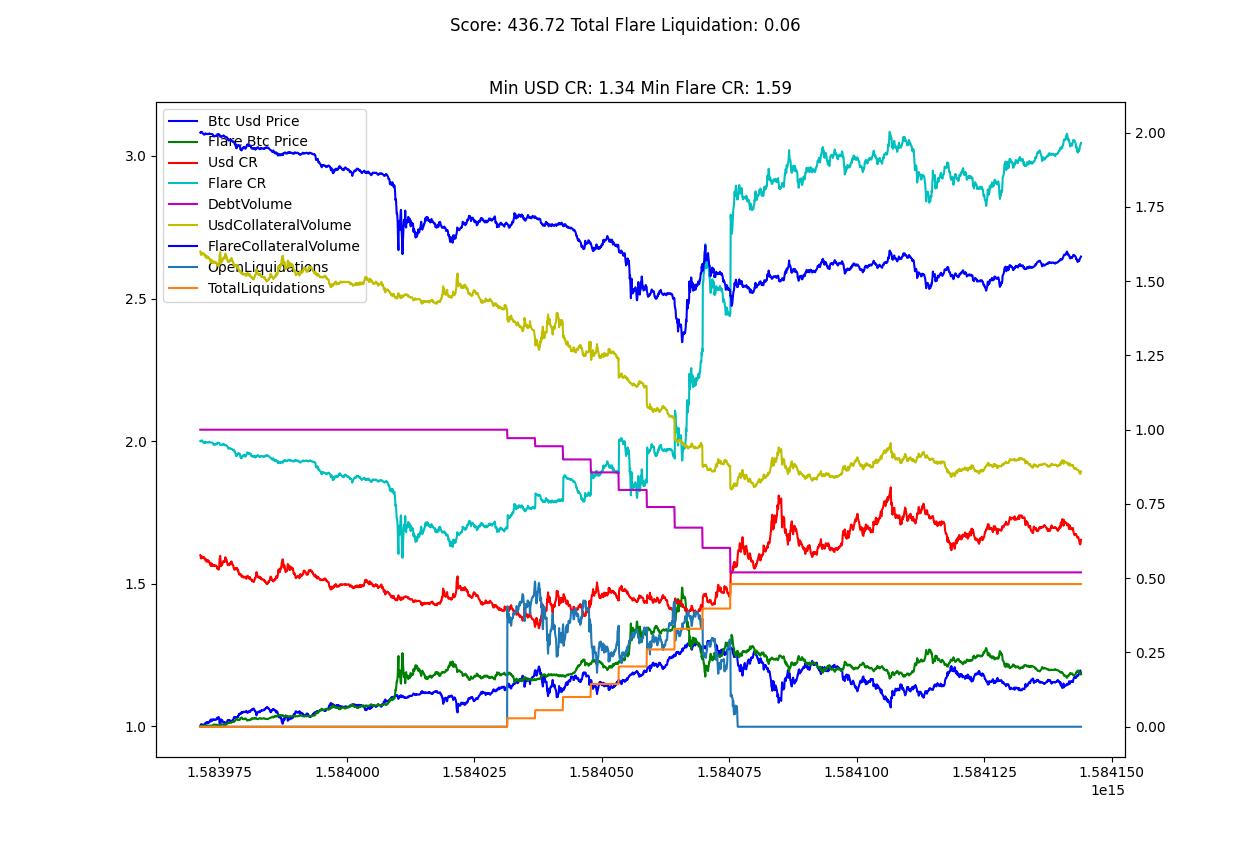 Score: 436.72 Total Flare Liquidation: 0.06
Min USD CR: 1.34 Min Flare CR: 1.59
Btc Usd Price
Flare Btc Price
Usd CR
Flare CR
DebtVolume
UsdCollateralVolume
FlareCollateralVolume
OpenLiquidations
TotalLiquidations
3.0
2.5
2.0
1.5
1.0
2.00
1.75
1.50
1.25
1.00
0.75
0.50
0.25
0.00
1.583975 1.584000 1.584025 1.584050 1.584075 1.584100 1.584125 1.584150
1e15